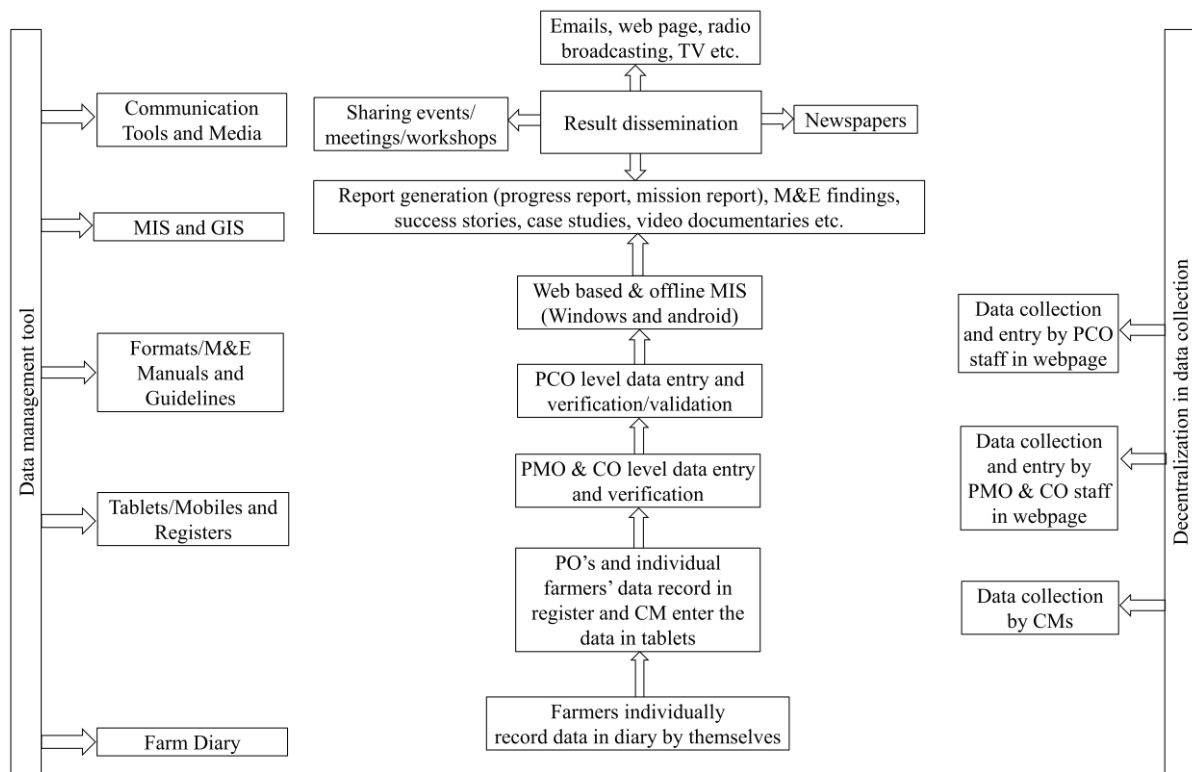 Data management tool
Communication
Tools and Media
MIS and GIS
Formats/M&E
Manuals and
Guidelines
Tablets/Mobiles and
Registers
Farm Diary
Emails, web page, radio
broadcasting, TV etc.
Sharing events/
meetings/workshops
Result dissemination
Newspapers
Report generation (progress report, mission report), M&E findings,
success stories, case studies, video documentaries etc.
Web based & offline MIS
(Windows and android)
PCO level data entry and
verification/validation
PMO & CO level data entry
and verification
PO's and individual
farmers' data record in
register and CM enter the
data in tablets
Farmers individually
record data in diary by themselves
Data collection
and entry by PCO
staff in webpage
Data collection
and entry by
PMO & CO staff
in webpage
Data collection
by CMs
Decentralization in data collection